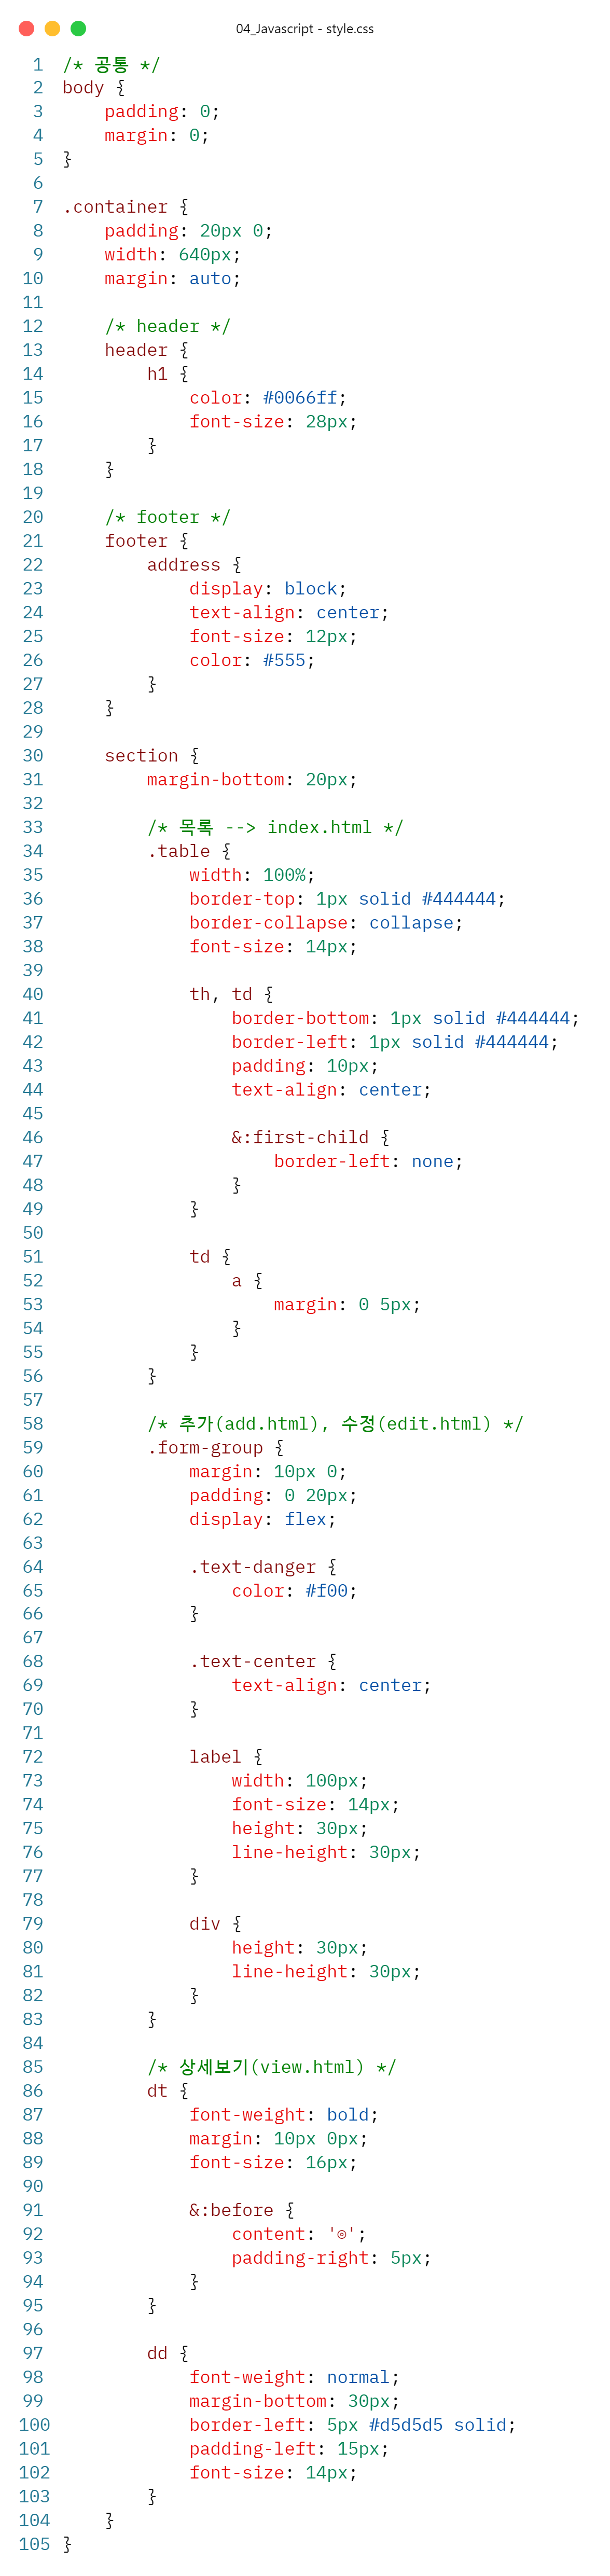 04_Javascript - style.css
1 /* 공통 */
2 body {
3     padding: 0;
4     margin: 0;
5 }
6
7 .container {
8     padding: 20px 0;
9     width: 640px;
10     margin: auto;
11
12     /* header */
13     header {
14         h1 {
15             color: #0066ff;
16             font-size: 28px;
17         }
18     }
19
20     /* footer */
21     footer {
22         address {
23             display: block;
24             text-align: center;
25             font-size: 12px;
26             color: #555;
27         }
28     }
29
30     section {
31         margin-bottom: 20px;
32
33         /* 목록 --> index.html */
34         .table {
35             width: 100%;
36             border-top: 1px solid #444444;
37             border-collapse: collapse;
38             font-size: 14px;
39
40             th, td {
41                 border-bottom: 1px solid #444444;
42                 border-left: 1px solid #444444;
43                 padding: 10px;
44                 text-align: center;
45
46                 &:first-child {
47                     border-left: none;
48                 }
49             }
50
51             td {
52                 a {
53                     margin: 0 5px;
54                 }
55             }
56         }
57
58         /* 추가(add.html), 수정(edit.html) */
59         .form-group {
60             margin: 10px 0;
61             padding: 0 20px;
62             display: flex;
63
64             .text-danger {
65                 color: #f00;
66             }
67
68             .text-center {
69                 text-align: center;
70             }
71
72             label {
73                 width: 100px;
74                 font-size: 14px;
75                 height: 30px;
76                 line-height: 30px;
77             }
78
79             div {
80                 height: 30px;
81                 line-height: 30px;
82             }
83         }
84
85         /* 상세보기(view.html) */
86         dt {
87             font-weight: bold;
88             margin: 10px 0px;
89             font-size: 16px;
90
91             &:before {
92                 content: '◎';
93                 padding-right: 5px;
94             }
95         }
96
97         dd {
98             font-weight: normal;
99             margin-bottom: 30px;
100             border-left: 5px #d5d5d5 solid;
101             padding-left: 15px;
102             font-size: 14px;
103         }
104     }
105 }